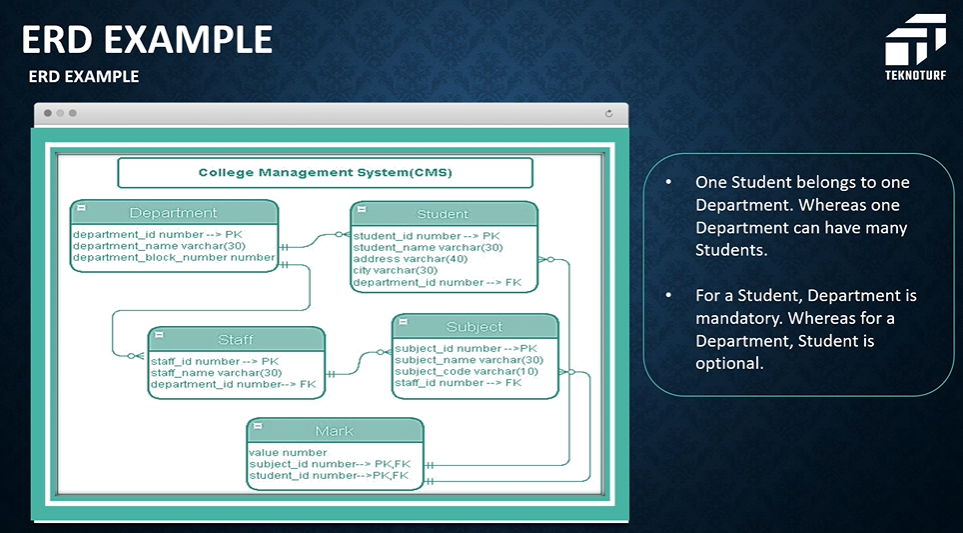 ERD EXAMPLE
ERD EXAMPLE
TEKNOTURF
College Management System(CMS)
Department
department_id number --> PK
department_name varchar(30)
department_block_number number
Student
student_id number --> PK
student_name varchar(30)
address varchar(40)
city varchar(30)
department_id number --> FK
Staff
staff_id number --> PK
staff_name varchar(30)
department_id number--> FK
Subject
subject_id number -->PK
subject_name varchar(30)
subject_code varchar(10)
staff_id number --> FK
Mark
value number
subject_id number--> PK,FK
student_id number-->PK,FK
• One Student belongs to one
Department. Whereas one
Department can have many
Students.
• For a Student, Department is
mandatory. Whereas for a
Department, Student is
optional.